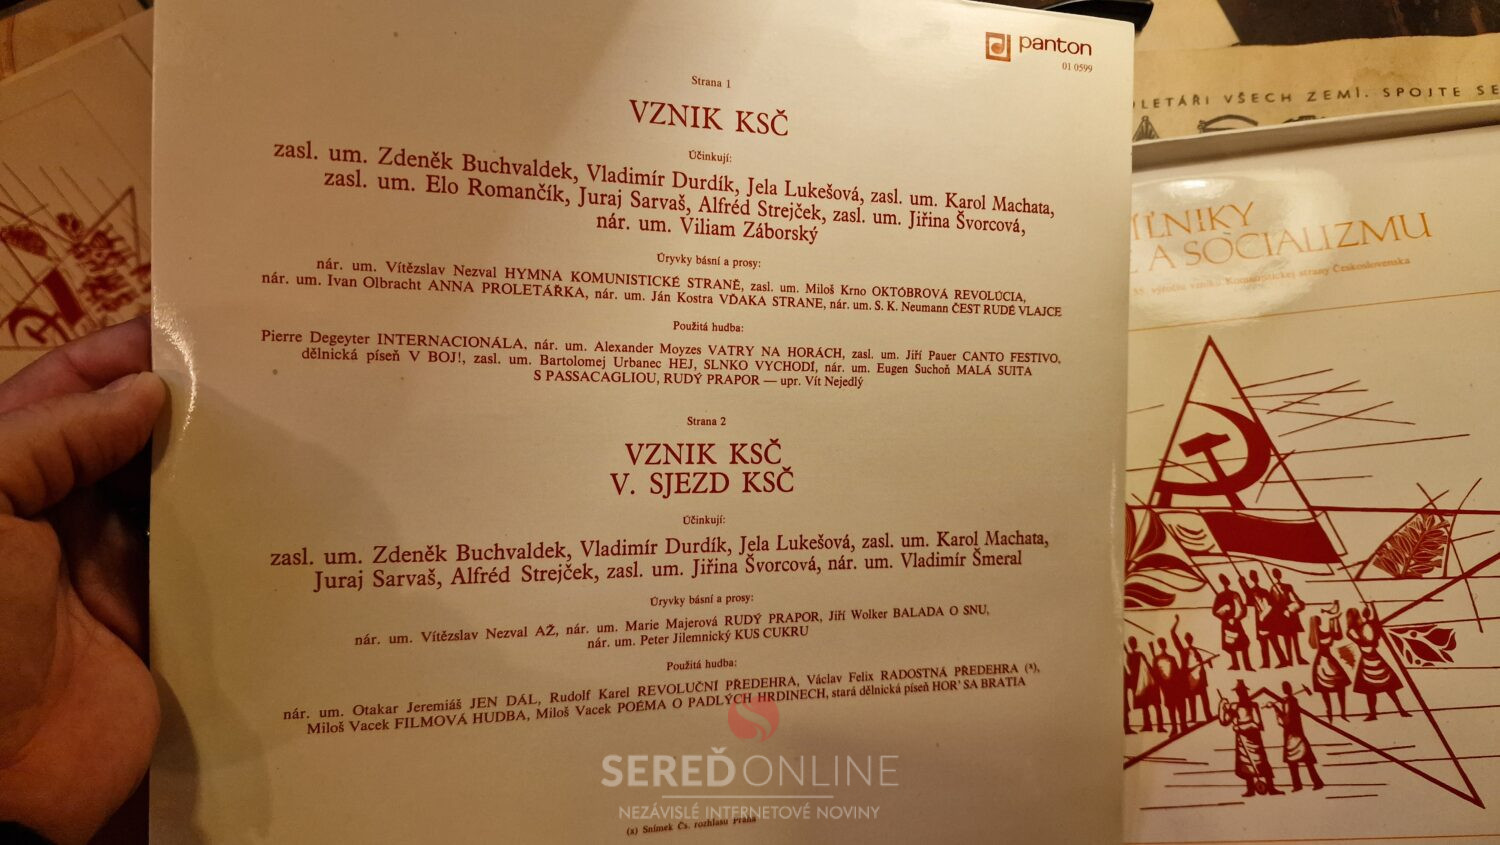 panton
01 0599
Strana 1
VZNIK KSČ
Účinkují:
zasl. um. Zdeněk Buchvaldek, Vladimír Durdík, Jela Lukešová, zasl. um. Karol Machata,
zasl. um. Elo Romančík, Juraj Sarvaš, Alfréd Strejček, zasl. um. Jiřina Švorcová,
nár. um. Viliam Záborský
Úryvky básní a prosy:
nár. um. Vítězslav Nezval HYMNA KOMUNISTICKÉ STRANĚ, zasl. um. Miloš Krno OKTÓBROVÁ REVOLÚCIA,
nár. um. Ivan Olbracht ANNA PROLETÁŘKA, nár. um. Ján Kostra VĎAKA STRANE, nár. um. S. K. Neumann ČEST RUDÉ VLAJCE
Použitá hudba:
Pierre Degeyter INTERNACIONÁLA, nár. um. Alexander Moyzes VATRY NA HORÁCH, zasl. um. Jiří Pauer CANTO FESTIVO,
dělnická píseň V BOJ!, zasl. um. Bartolomej Urbanec HEJ, SLNKO VYCHODÍ, nár. um. Eugen Suchoň MALÁ SUITA
S PASSACAGLIOU, RUDÝ PRAPOR — upr. Vít Nejedlý
Strana 2
VZNIK KSČ
V. SJEZD KSČ
Účinkují:
zasl. um. Zdeněk Buchvaldek, Vladimír Durdík, Jela Lukešová, zasl. um. Karol Machata,
Juraj Sarvaš, Alfréd Strejček, zasl. um. Jiřina Švorcová, nár. um. Vladimír Šmeral
Úryvky básní a prosy:
nár. um. Vítězslav Nezval AŽ, nár. um. Marie Majerová RUDÝ PRAPOR, Jiří Wolker BALADA O SNU,
nár. um. Peter Jilemnický KUS CUKRU
Použitá hudba:
nár. um. Otakar Jeremiáš JEN DÁL, Rudolf Karel REVOLUČNÍ PŘEDEHRA, Václav Felix RADOSTNÁ PŘEDEHRA (x),
Miloš Vacek FILMOVÁ HUDBA, Miloš Vacek POÉMA O PADLÝCH HRDINECH, stará dělnická píseň HOR' SA BRATIA
(x) Snímek Čs. rozhlasu Praha
SEREĎONLINE
NEZÁVISLÉ INTERNETOVÉ NOVINY
VŠECH ZEMÍ. SPOJTE SE
A SOCIALIZMU
výročiu vzniku Komunistickej strany Československa